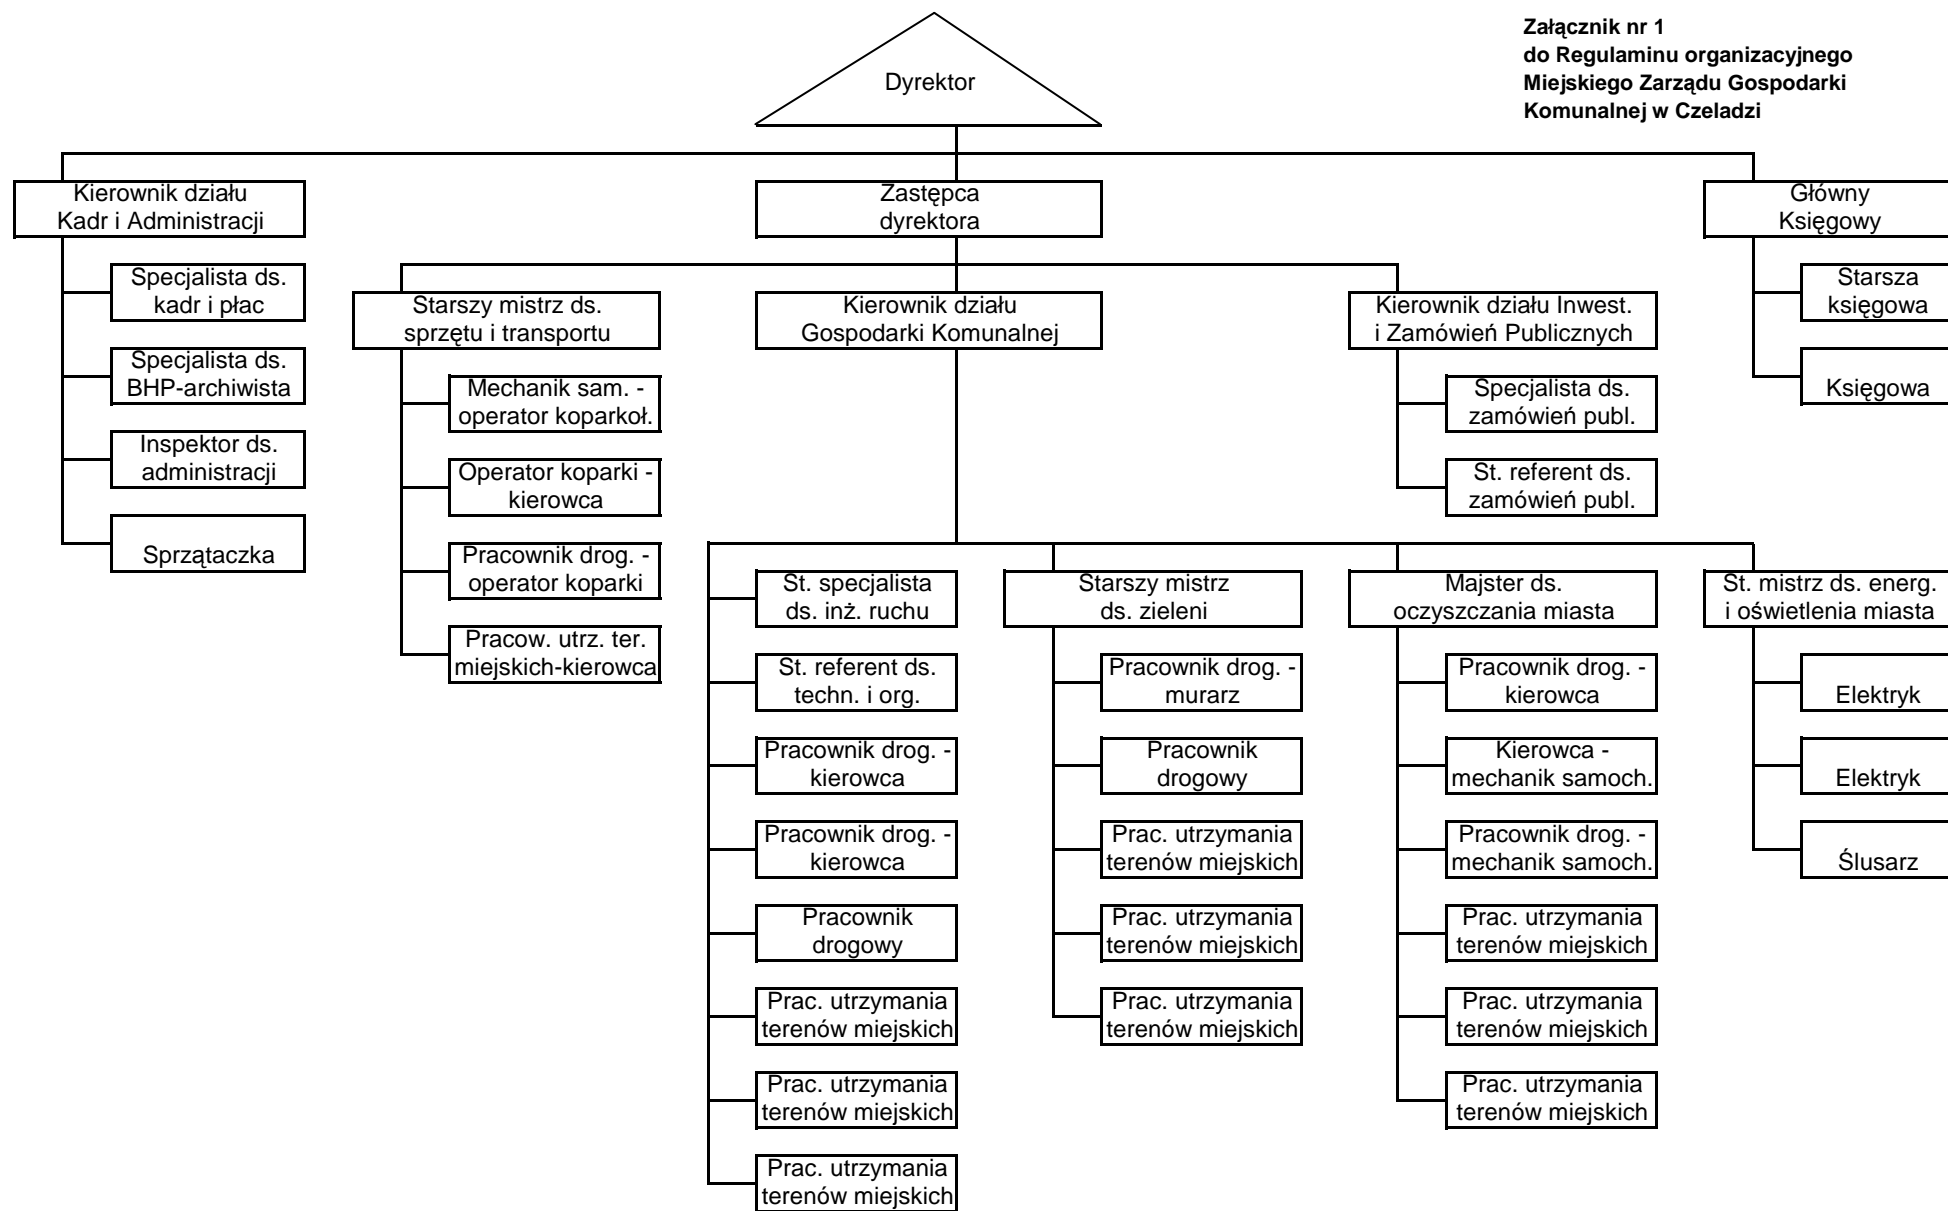 Załącznik nr 1
do Regulaminu organizacyjnego
Miejskiego Zarządu Gospodarki
Komunalnej w Czeladzi
Dyrektor
Kierownik działu
Kadr i Administracji
Zastępca
dyrektora
Główny
Księgowy
Specjalista ds.
kadr i płac
Specjalista ds.
BHP-archiwista
Inspektor ds.
administracji
Sprzątaczka
Starszy mistrz ds.
sprzętu i transportu
Mechanik sam. -
operator koparkoł.
Operator koparki -
kierowca
Pracownik drog. -
operator koparki
Pracow. utrz. ter.
miejskich-kierowca
Kierownik działu
Gospodarki Komunalnej
Kierownik działu Inwest.
i Zamówień Publicznych
Specjalista ds.
zamówień publ.
St. referent ds.
zamówień publ.
Starsza
księgowa
Księgowa
St. specjalista
ds. inż. ruchu
St. referent ds.
techn. i org.
Pracownik drog. -
kierowca
Pracownik drog. -
kierowca
Pracownik
drogowy
Prac. utrzymania
terenów miejskich
Prac. utrzymania
terenów miejskich
Prac. utrzymania
terenów miejskich
Starszy mistrz
ds. zieleni
Pracownik drog. -
murarz
Pracownik
drogowy
Prac. utrzymania
terenów miejskich
Prac. utrzymania
terenów miejskich
Prac. utrzymania
terenów miejskich
Majster ds.
oczyszczania miasta
Pracownik drog. -
kierowca
Kierowca -
mechanik samoch.
Pracownik drog. -
mechanik samoch.
Prac. utrzymania
terenów miejskich
Prac. utrzymania
terenów miejskich
Prac. utrzymania
terenów miejskich
St. mistrz ds. energ.
i oświetlenia miasta
Elektryk
Elektryk
Ślusarz